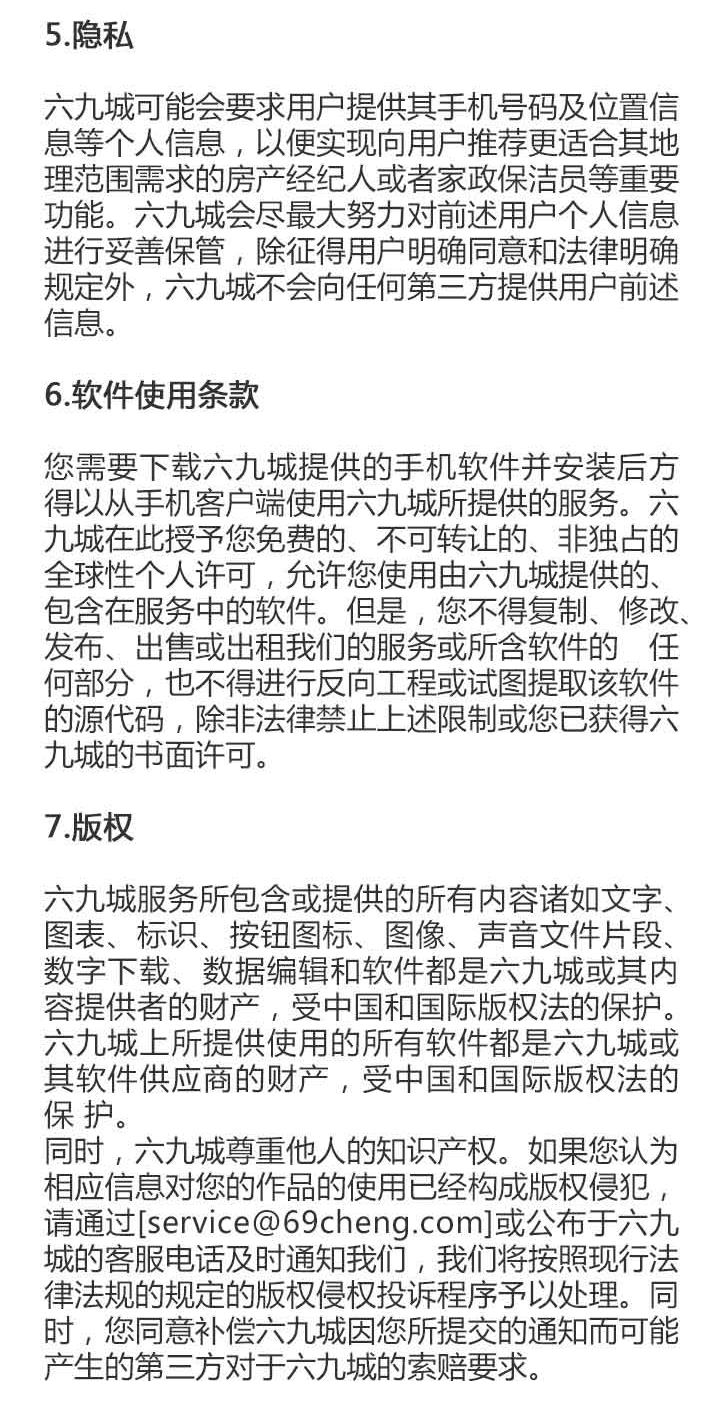 5.隐私
六九城可能会要求用户提供其手机号码及位置信
息等个人信息，以便实现向用户推荐更适合其地
理范围需求的房产经纪人或者家政保洁员等重要
功能。六九城会尽最大努力对前述用户个人信息
进行妥善保管，除征得用户明确同意和法律明确
规定外，六九城不会向任何第三方提供用户前述
信息。
6.软件使用条款
您需要下载六九城提供的手机软件并安装后方
得以从手机客户端使用六九城所提供的服务。六
九城在此授予您免费的、不可转让的、非独占的
全球性个人许可，允许您使用由六九城提供的、
包含在服务中的软件。但是，您不得复制、修改、
发布、出售或出租我们的服务或所含软件的　任
何部分，也不得进行反向工程或试图提取该软件
的源代码，除非法律禁止上述限制或您已获得六
九城的书面许可。
7.版权
六九城服务所包含或提供的所有内容诸如文字、
图表、标识、按钮图标、图像、声音文件片段、
数字下载、数据编辑和软件都是六九城或其内
容提供者的财产，受中国和国际版权法的保护。
六九城上所提供使用的所有软件都是六九城或
其软件供应商的财产，受中国和国际版权法的
保 护。
同时，六九城尊重他人的知识产权。如果您认为
相应信息对您的作品的使用已经构成版权侵犯，
请通过[service@69cheng.com]或公布于六九
城的客服电话及时通知我们，我们将按照现行法
律法规的规定的版权侵权投诉程序予以处理。同
时，您同意补偿六九城因您所提交的通知而可能
产生的第三方对于六九城的索赔要求。